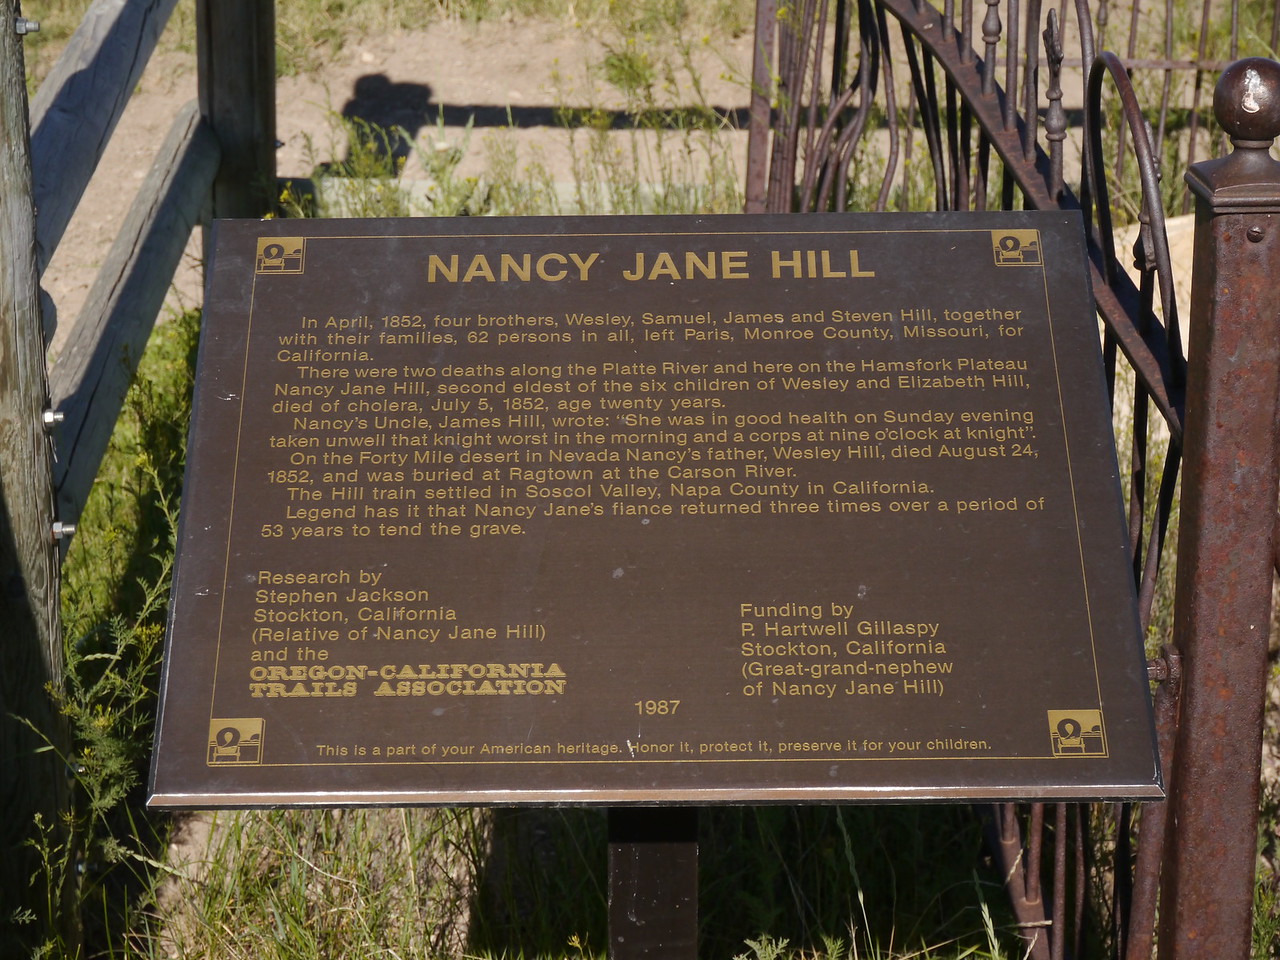 NANCY JANE HILL
In April, 1852, four brothers, Wesley, Samuel, James and Steven Hill, together
with their families, 62 persons in all, left Paris, Monroe County, Missouri, for
California.
There were two deaths along the Platte River and here on the Hamsfork Plateau
Nancy Jane Hill, second eldest of the six children of Wesley and Elizabeth Hill,
died of cholera, July 5, 1852, age twenty years.
Nancy's Uncle, James Hill, wrote: "She was in good health on Sunday evening
taken unwell that knight worst in the morning and a corps at nine o'clock at knight".
On the Forty Mile desert in Nevada Nancy's father, Wesley Hill, died August 24,
1852, and was buried at Ragtown at the Carson River.
The Hill train settled in Soscol Valley, Napa County in California.
Legend has it that Nancy Jane's fiance returned three times over a period of
53 years to tend the grave.
Research by
Stephen Jackson
Stockton, California
(Relative of Nancy Jane Hill)
and the
OREGON-CALIFORNIA
TRAILS ASSOCIATION
Funding by
P. Hartwell Gillaspy
Stockton, California
(Great-grand-nephew
of Nancy Jane Hill)
1987
This is a part of your American heritage. Honor it, protect it, preserve it for your children.